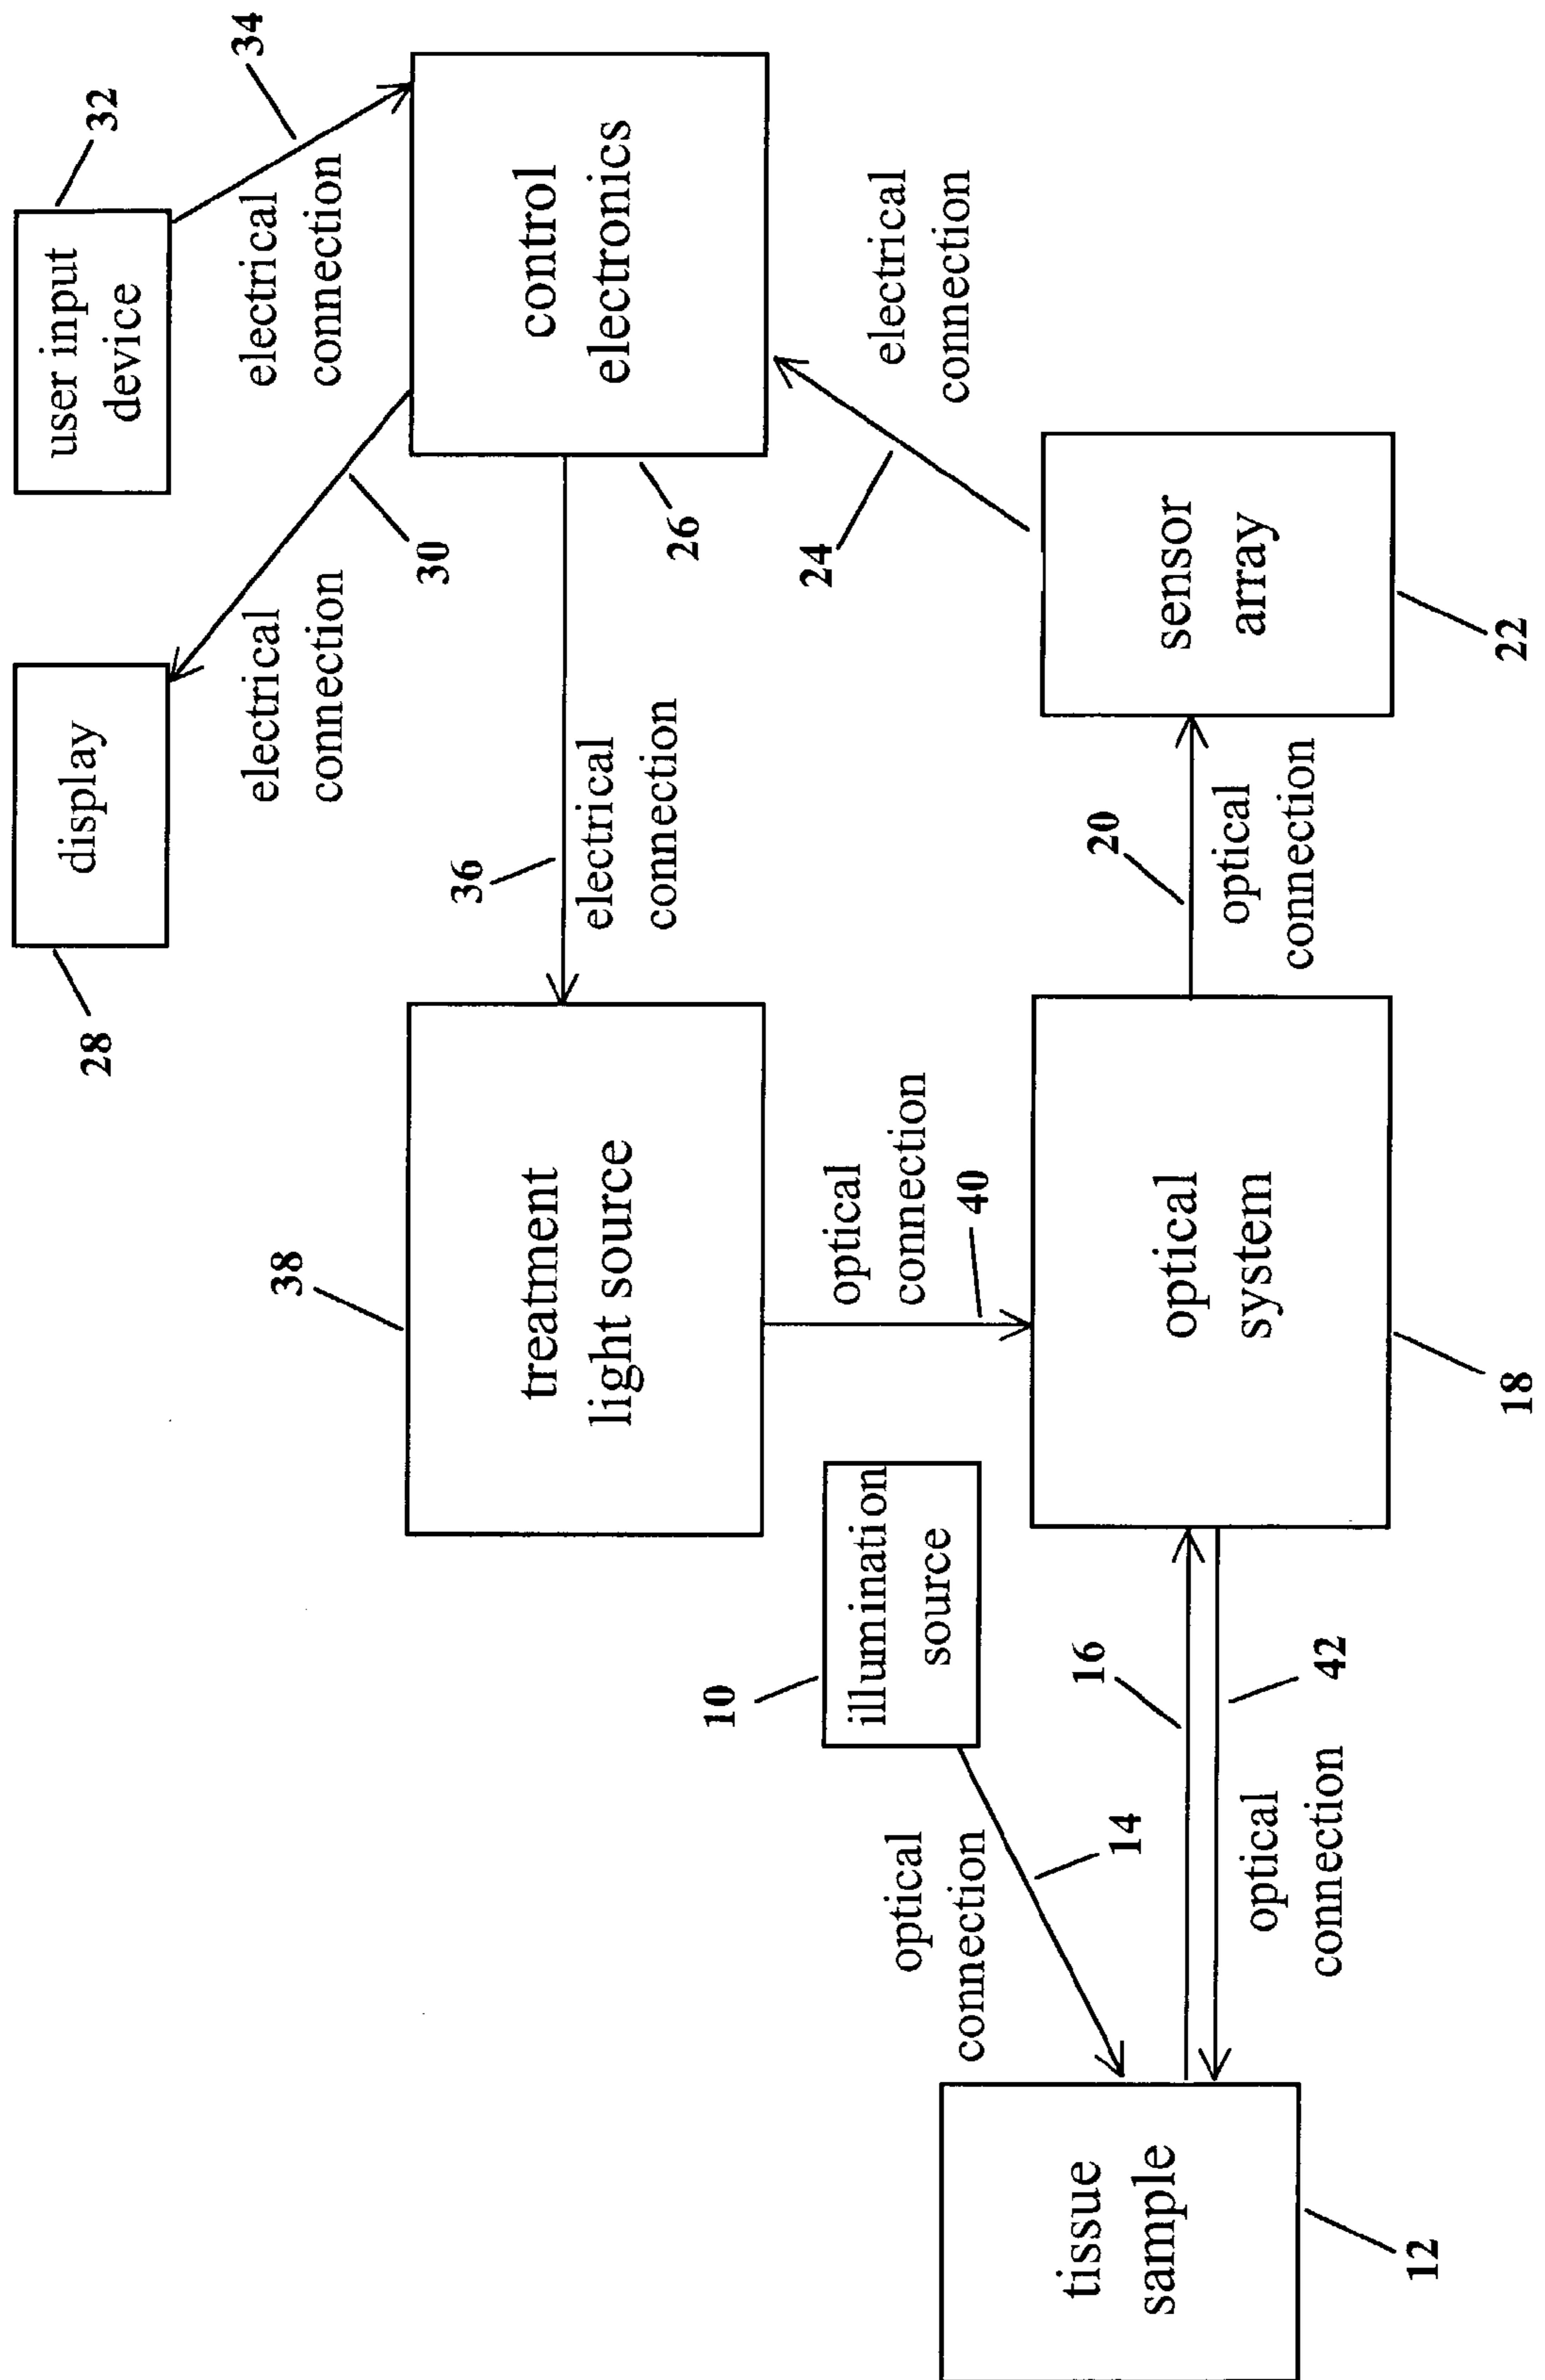 28
display
user input
device
32
electrical
connection
electrical
connection
34
30
38
treatment
light source
36
electrical
connection
control
electronics
26
10
illumination
source
optical
connection
40
24
electrical
connection
optical
connection
14
tissue
sample
16
optical
system
20
optical
connection
sensor
array
optical
connection
42
12
18
22